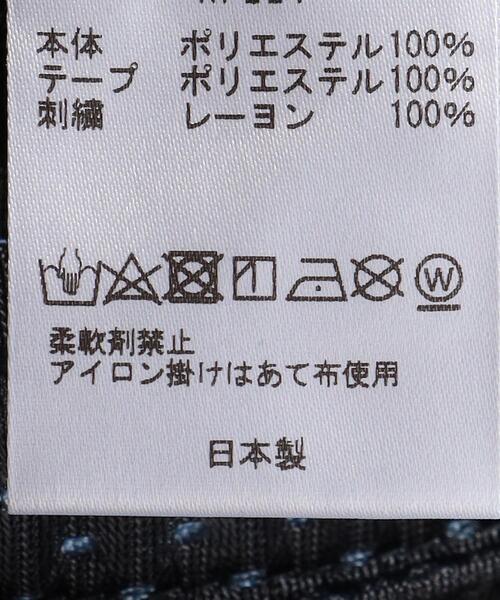 本体 ポリエステル100%
テープ ポリエステル100%
刺繍 レーヨン 100%
W
柔軟剤禁止
アイロン掛けはあて布使用
日本製